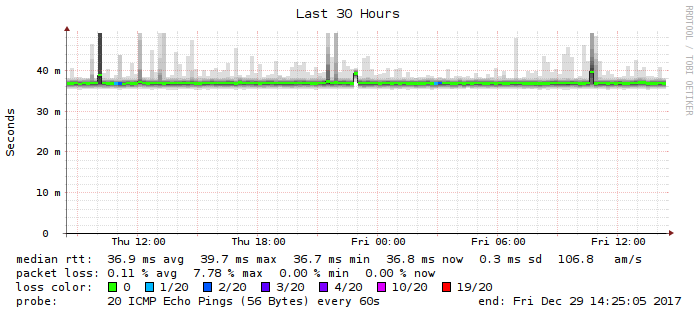 Last 30 Hours
RRDTOOL / TOBI OETIKER
Seconds
40 m
30 m
20 m
10 m
0
Thu 12:00 Thu 18:00 Fri 00:00 Fri 06:00 Fri 12:00
median rtt: 36.9 ms avg 39.7 ms max 36.7 ms min 36.8 ms now 0.3 ms sd 106.8 am/s
packet loss: 0.11 % avg 7.78 % max 0.00 % min 0.00 % now
loss color: 0 1/20 2/20 3/20 4/20 10/20 19/20
probe: 20 ICMP Echo Pings (56 Bytes) every 60s end: Fri Dec 29 14:25:05 2017